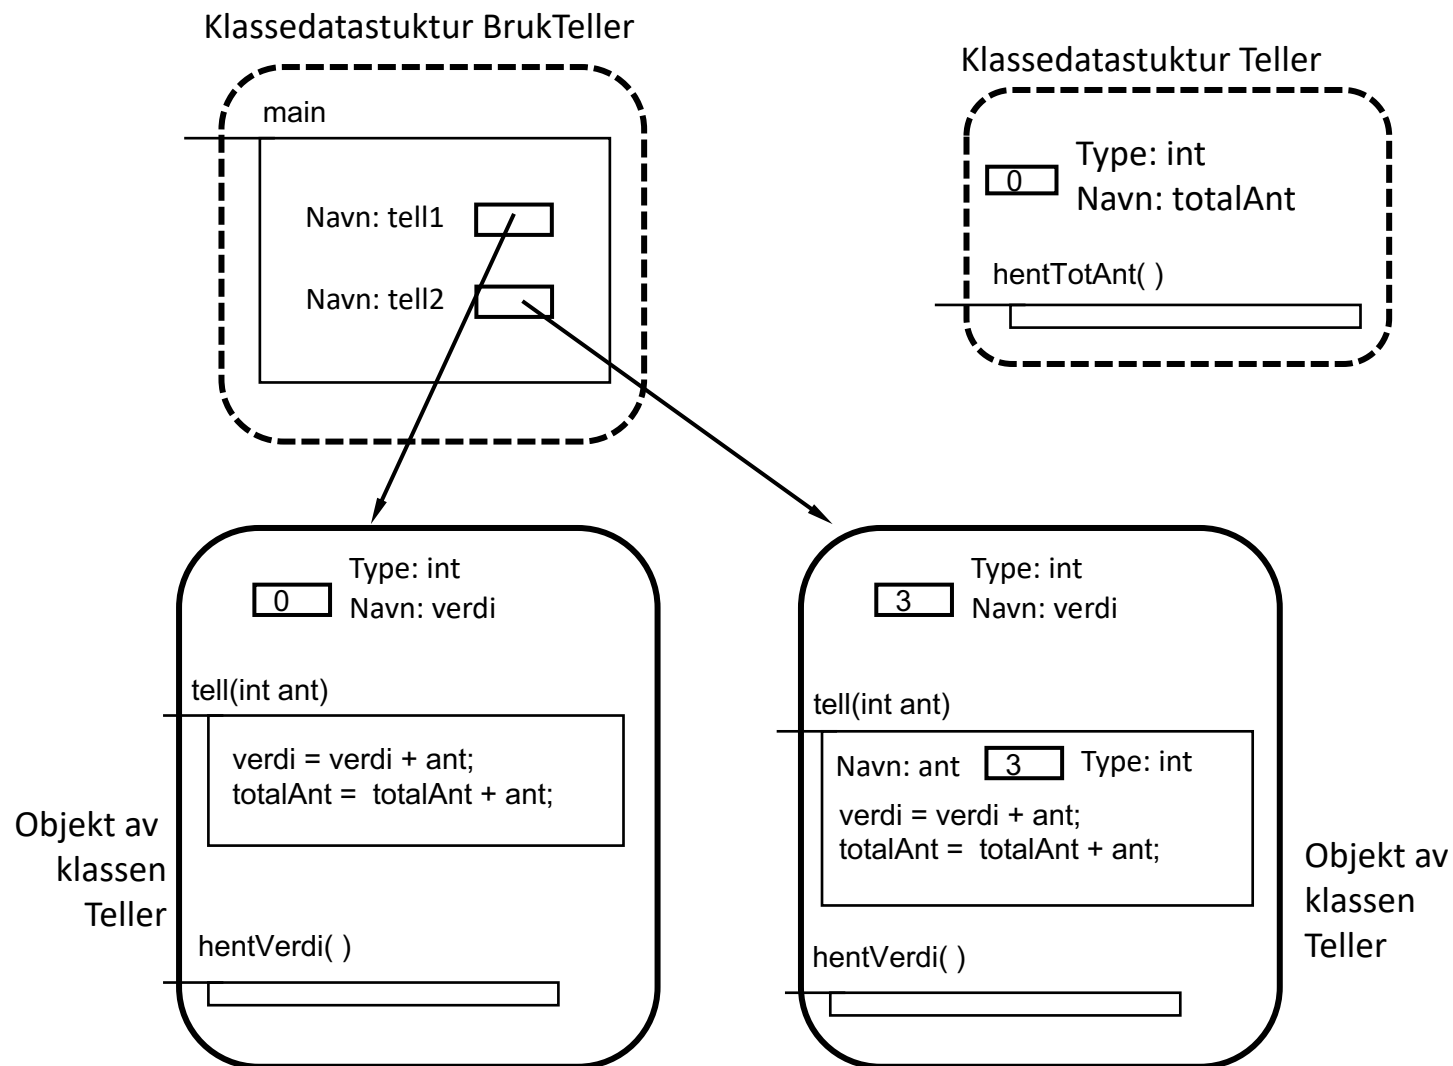 Klassedatastuktur BrukTeller
main
Navn: tell1
Navn: tell2
Klassedatastuktur Teller
0
Type: int
Navn: totalAnt
hentTotAnt( )
Type: int
0
Navn: verdi
tell(int ant)
verdi = verdi + ant;
totalAnt = totalAnt + ant;
Objekt av
klassen
Teller
hentVerdi( )
Type: int
3
Navn: verdi
tell(int ant)
Navn: ant 3 Type: int
verdi = verdi + ant;
totalAnt = totalAnt + ant;
Objekt av
klassen
Teller
hentVerdi( )